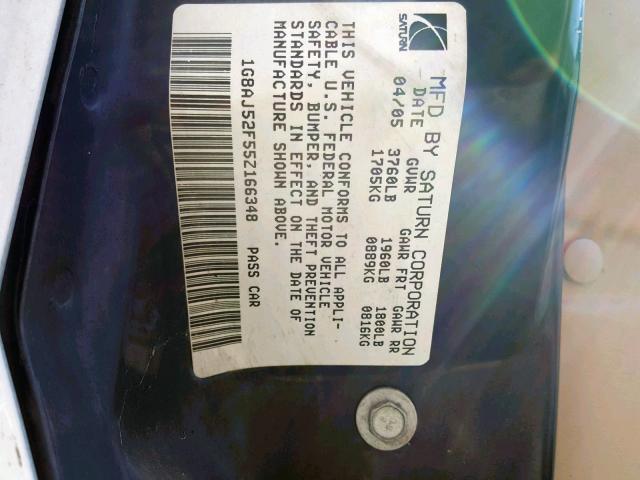 SATURN
MFD BY SATURN CORPORATION
DATE GVWR GAWR FRT GAWR RR
04/05 3760LB 1960LB 1800LB
1705KG 0889KG 0816KG
THIS VEHICLE CONFORMS TO ALL APPLI-
CABLE U.S. FEDERAL MOTOR VEHICLE
SAFETY, BUMPER, AND THEFT PREVENTION
STANDARDS IN EFFECT ON THE DATE OF
MANUFACTURE SHOWN ABOVE.
1G8AJ52F55Z166348 PASS CAR